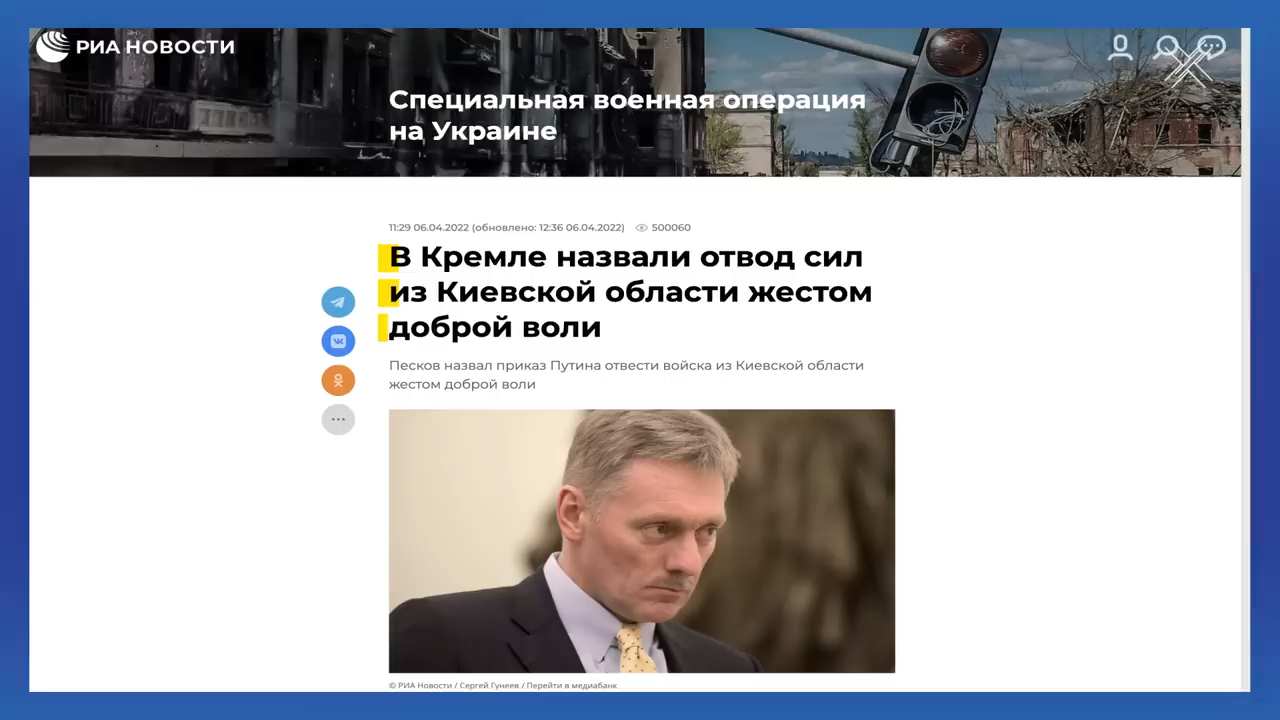 РИА НОВОСТИ
Специальная военная операция
на Украине
11:29 06.04.2022 (обновлено: 12:36 06.04.2022) 500060
В Кремле назвали отвод сил
из Киевской области жестом
доброй воли
Песков назвал приказ Путина отвести войска из Киевской области
жестом доброй воли
© РИА Новости / Сергей Гунеев / Перейти в медиабанк